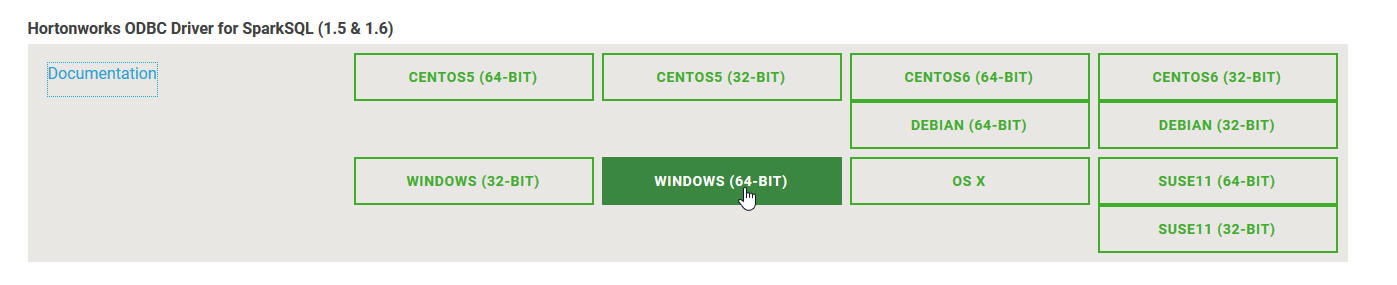 Hortonworks ODBC Driver for SparkSQL (1.5 & 1.6)
Documentation
CENTOS5 (64-BIT)
CENTOS5 (32-BIT)
CENTOS6 (64-BIT)
CENTOS6 (32-BIT)
DEBIAN (64-BIT)
DEBIAN (32-BIT)
WINDOWS (32-BIT)
WINDOWS (64-BIT)
OS X
SUSE11 (64-BIT)
SUSE11 (32-BIT)